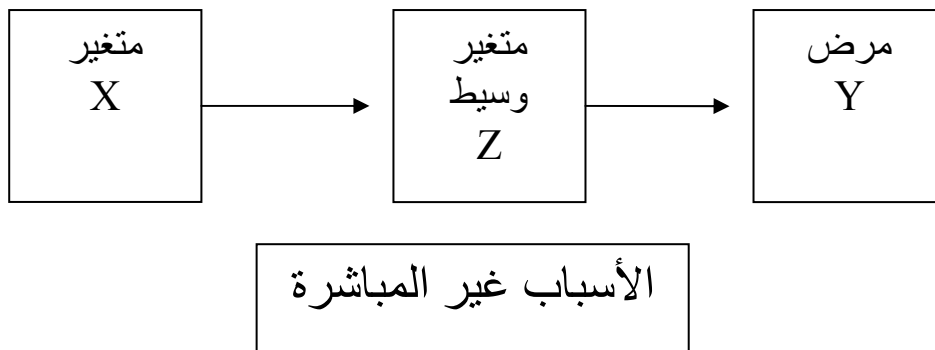 متغير
X
متغير
وسيط
Z
مرض
Y
الأسباب غير المباشرة